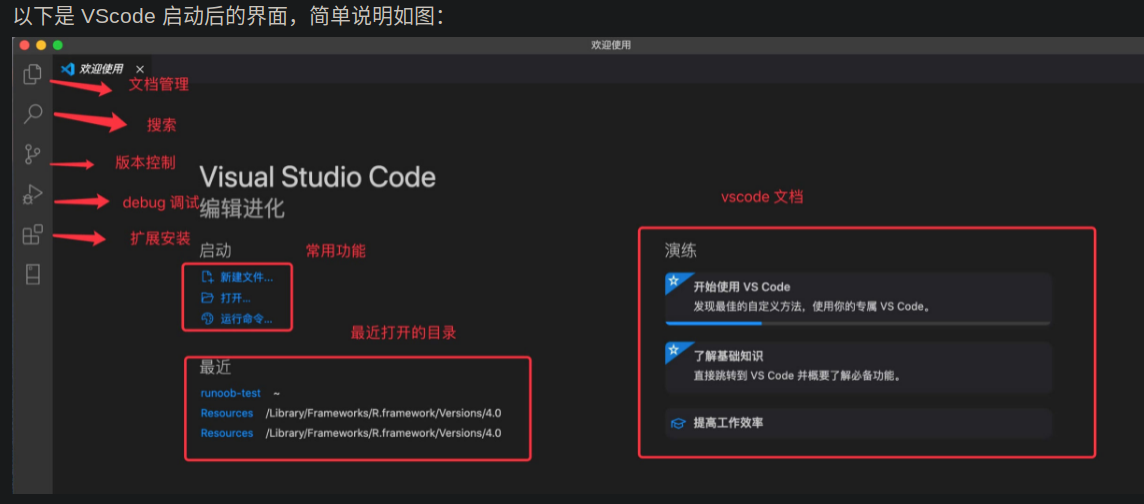 以下是 VScode 启动后的界面，简单说明如图：
欢迎使用
欢迎使用 ×
文档管理
搜索
版本控制
debug 调试
扩展安装
Visual Studio Code
编辑进化
启动
常用功能
新建文件...
打开...
运行命令...
最近打开的目录
最近
runoob-test ~
Resources /Library/Frameworks/R.framework/Versions/4.0
Resources /Library/Frameworks/R.framework/Versions/4.0
vscode 文档
演练
开始使用 VS Code
发现最佳的自定义方法，使用你的专属 VS Code。
了解基础知识
直接跳转到 VS Code 并概要了解必备功能。
提高工作效率